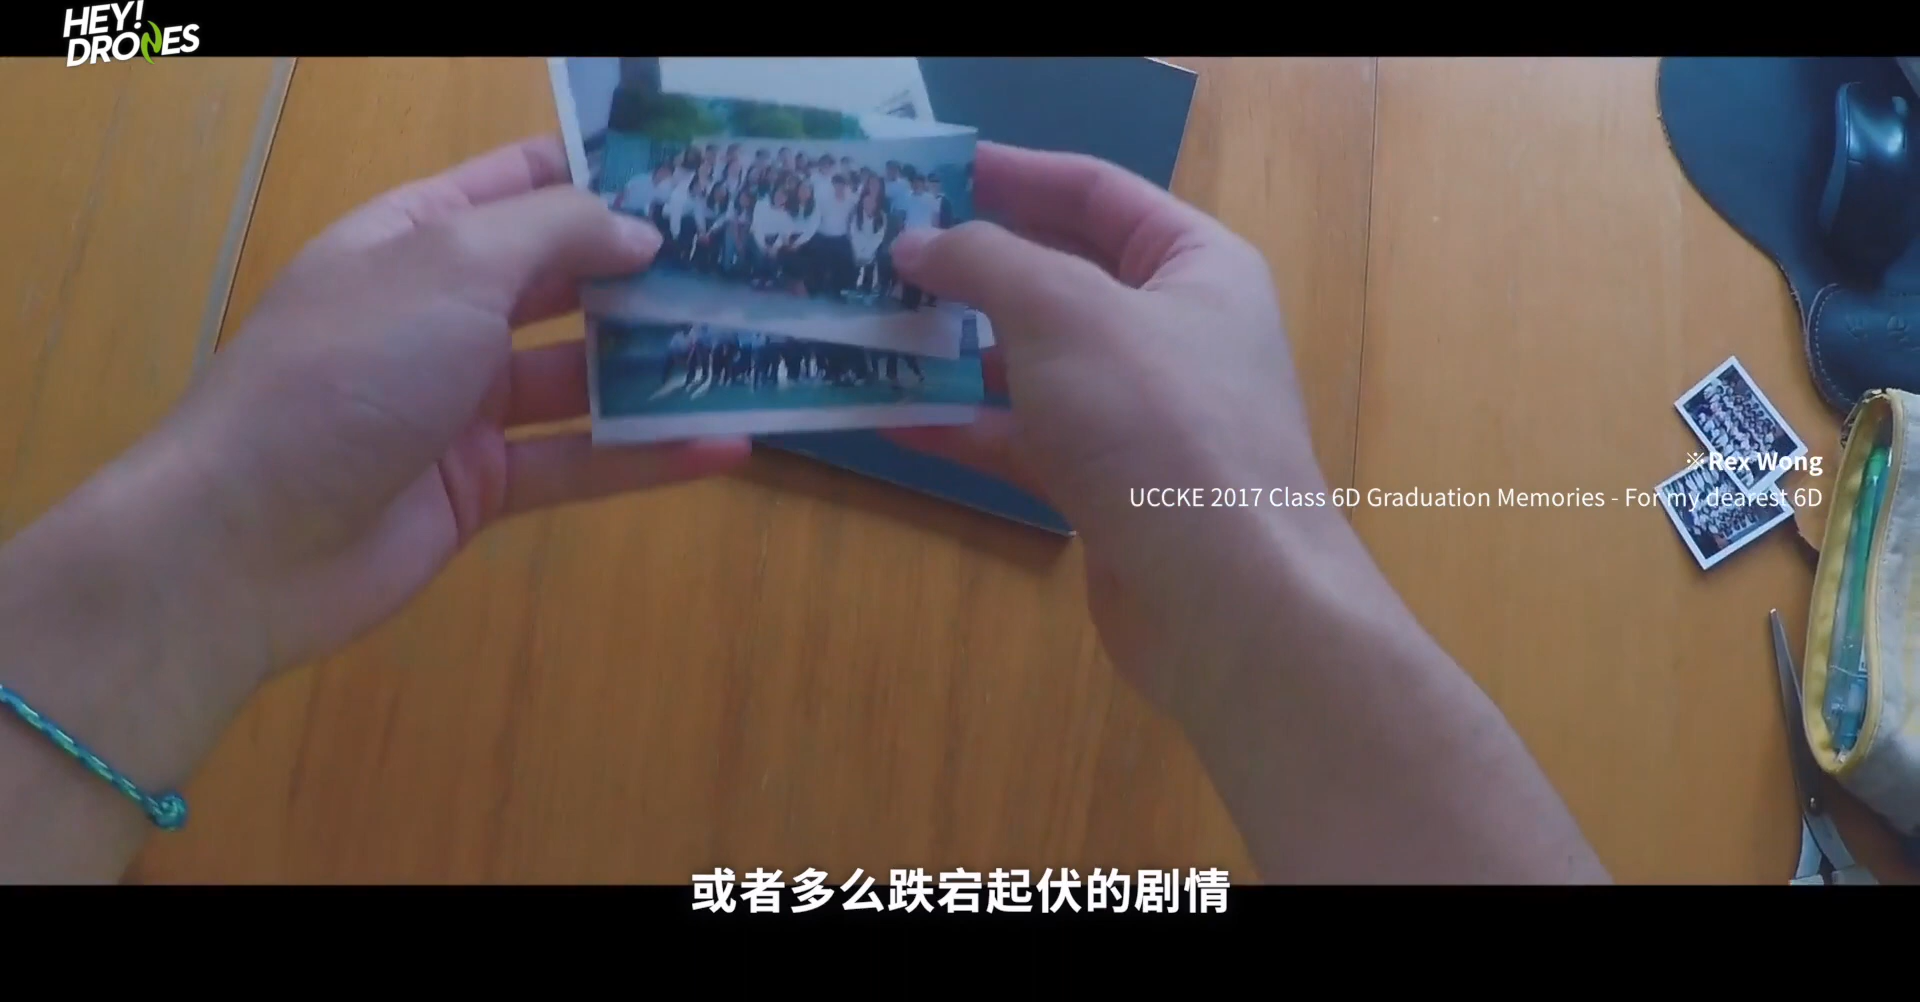 HEY!
DRONES
※Rex Wong
UCCKE 2017 Class 6D Graduation Memories - For my dearest 6D
或者多么跌宕起伏的剧情